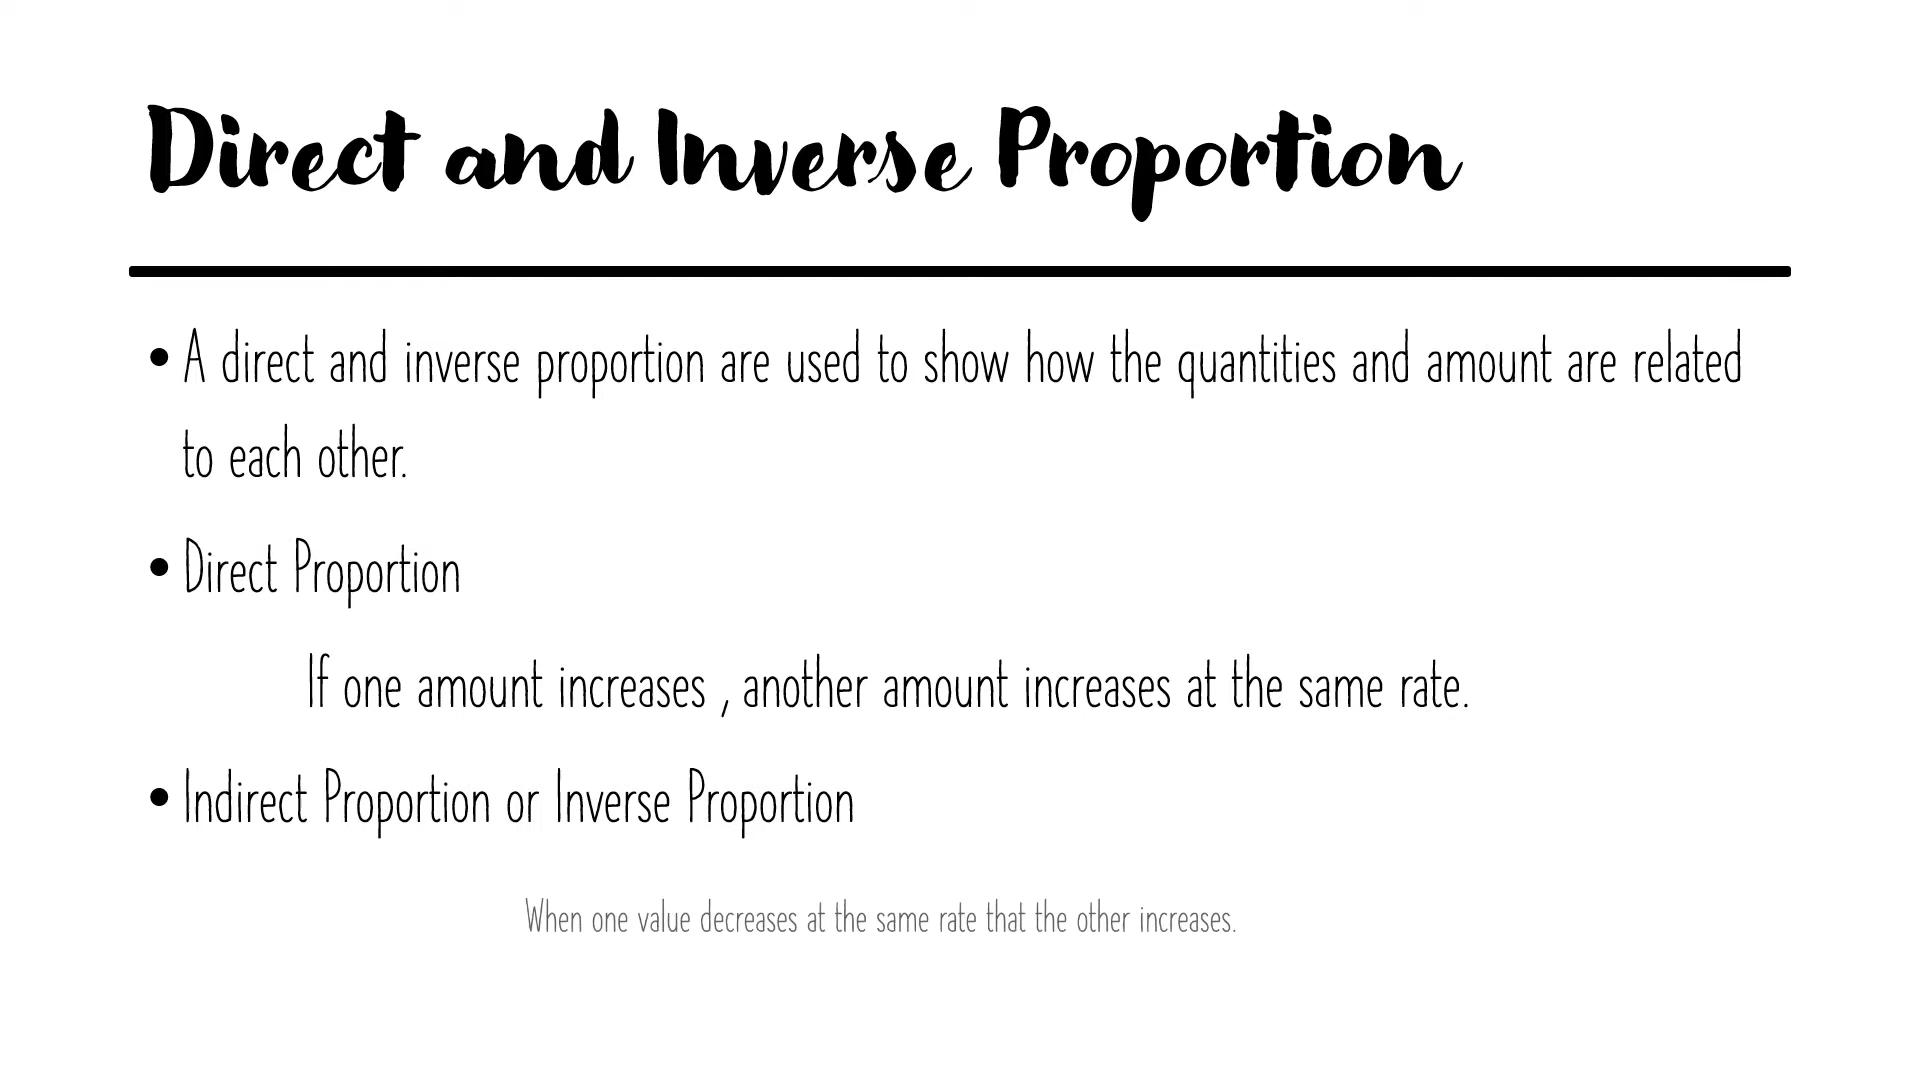 Direct and Inverse Proportion
• A direct and inverse proportion are used to show how the quantities and amount are related
to each other.
• Direct Proportion
If one amount increases , another amount increases at the same rate.
• Indirect Proportion or Inverse Proportion
When one value decreases at the same rate that the other increases.